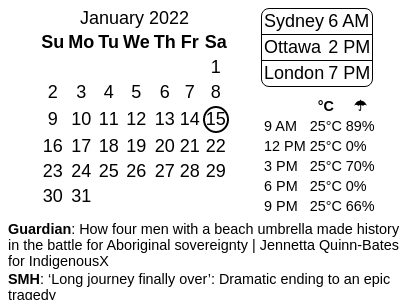 January 2022
Su Mo Tu We Th Fr Sa
1
2 3 4 5 6 7 8
9 10 11 12 13 14 15
16 17 18 19 20 21 22
23 24 25 26 27 28 29
30 31
Sydney 6 AM
Ottawa 2 PM
London 7 PM
°C ☂
9 AM 25°C 89%
12 PM 25°C 0%
3 PM 25°C 70%
6 PM 25°C 0%
9 PM 25°C 66%
Guardian: How four men with a beach umbrella made history
in the battle for Aboriginal sovereignty | Jennetta Quinn-Bates
for IndigenousX
SMH: ‘Long journey finally over’: Dramatic ending to an epic
tragedy